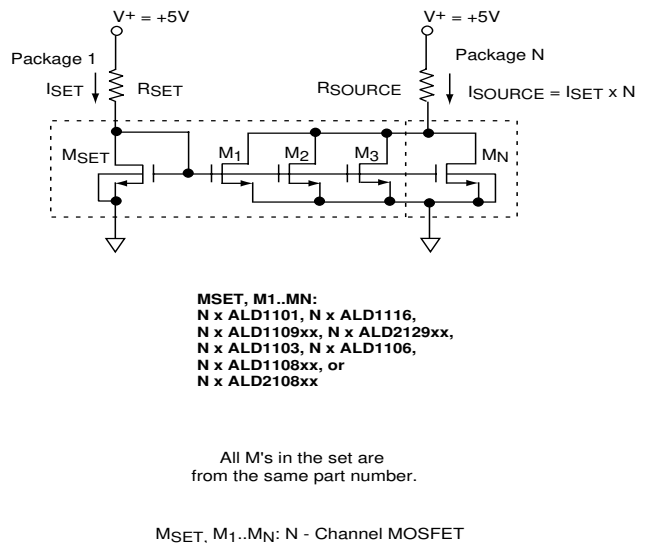 V+ = +5V
V+ = +5V
Package 1
Package N
ISET
RSET
RSOURCE
ISOURCE = ISET x N
MSET
M1
M2
M3
MN
MSET, M1..MN:
N x ALD1101, N x ALD1116,
N x ALD1109xx, N x ALD2129xx,
N x ALD1103, N x ALD1106,
N x ALD1108xx, or
N x ALD2108xx
All M's in the set are
from the same part number.
MSET, M1..MN: N - Channel MOSFET